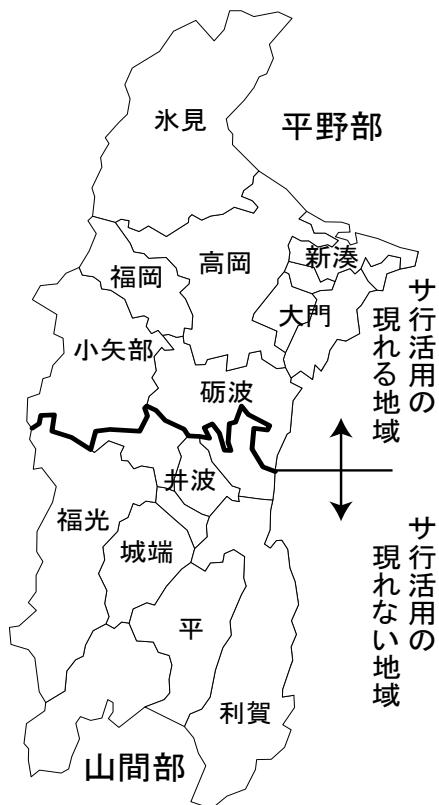 氷見
平野部
新湊
高岡
福岡
大門
小矢部
砺波
サ行活用の
現れる地域
井波
福光
城端
サ行活用の
現れない地域
平
利賀
山間部